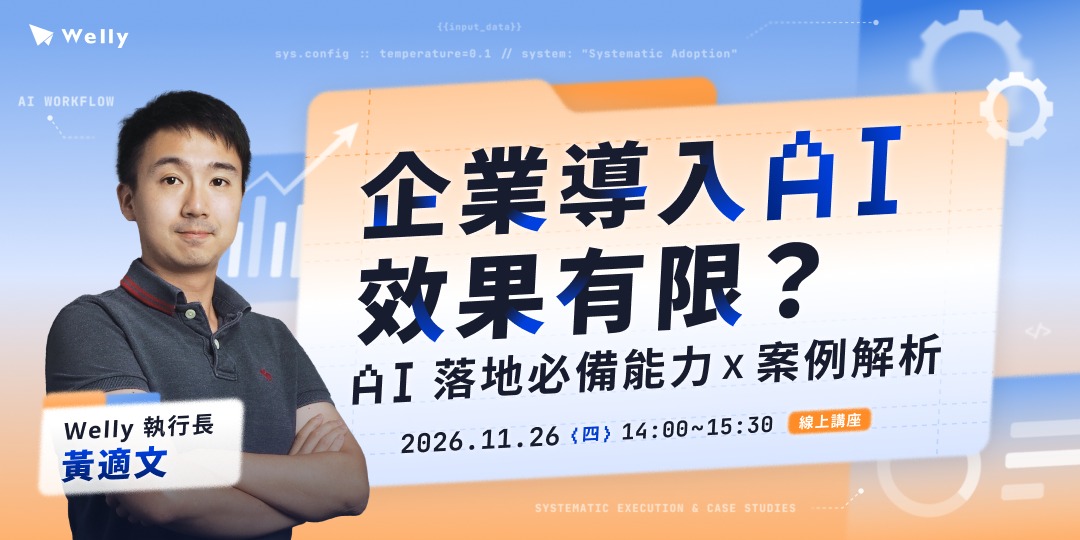 Welly
{{input_data}}
sys.config :: temperature=0.1 // system: "Systematic Adoption"
AI WORKFLOW
企業導入AI
效果有限？
AI 落地必備能力 x 案例解析
2026.11.26《四》14:00~15:30 線上講座
</>
Welly 執行長
黃適文
SYSTEMATIC EXECUTION & CASE STUDIES